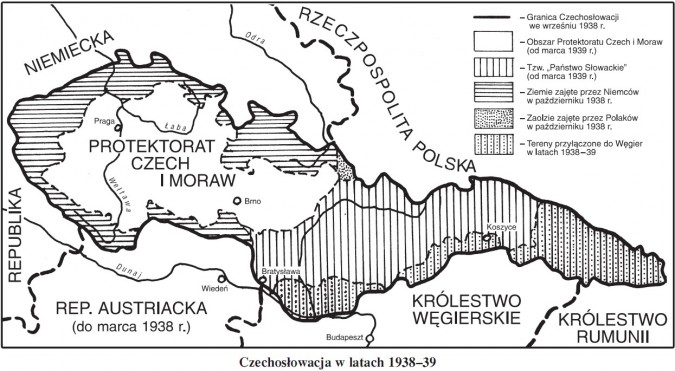 NIEMIECKA
Odra
RZECZPOSPOLITA POLSKA
Praga
Łaba
PROTEKTORAT
CZECH
I MORAW
Wełtawa
Brno
REPUBLIKA
Dunaj
Wiedeń
Bratysława
Koszyce
REP. AUSTRIACKA
(do marca 1938 r.)
KRÓLESTWO
WĘGIERSKIE
KRÓLESTWO
RUMUNII
Budapeszt
– Granica Czechosłowacji
we wrześniu 1938 r.
– Obszar Protektoratu Czech i Moraw
(od marca 1939 r.)
– Tzw. „Państwo Słowackie”
(od marca 1939 r.)
– Ziemie zajęte przez Niemców
w październiku 1938 r.
– Zaolzie zajęte przez Polaków
w październiku 1938 r.
– Tereny przyłączone do Węgier
w latach 1938–39
Czechosłowacja w latach 1938–39